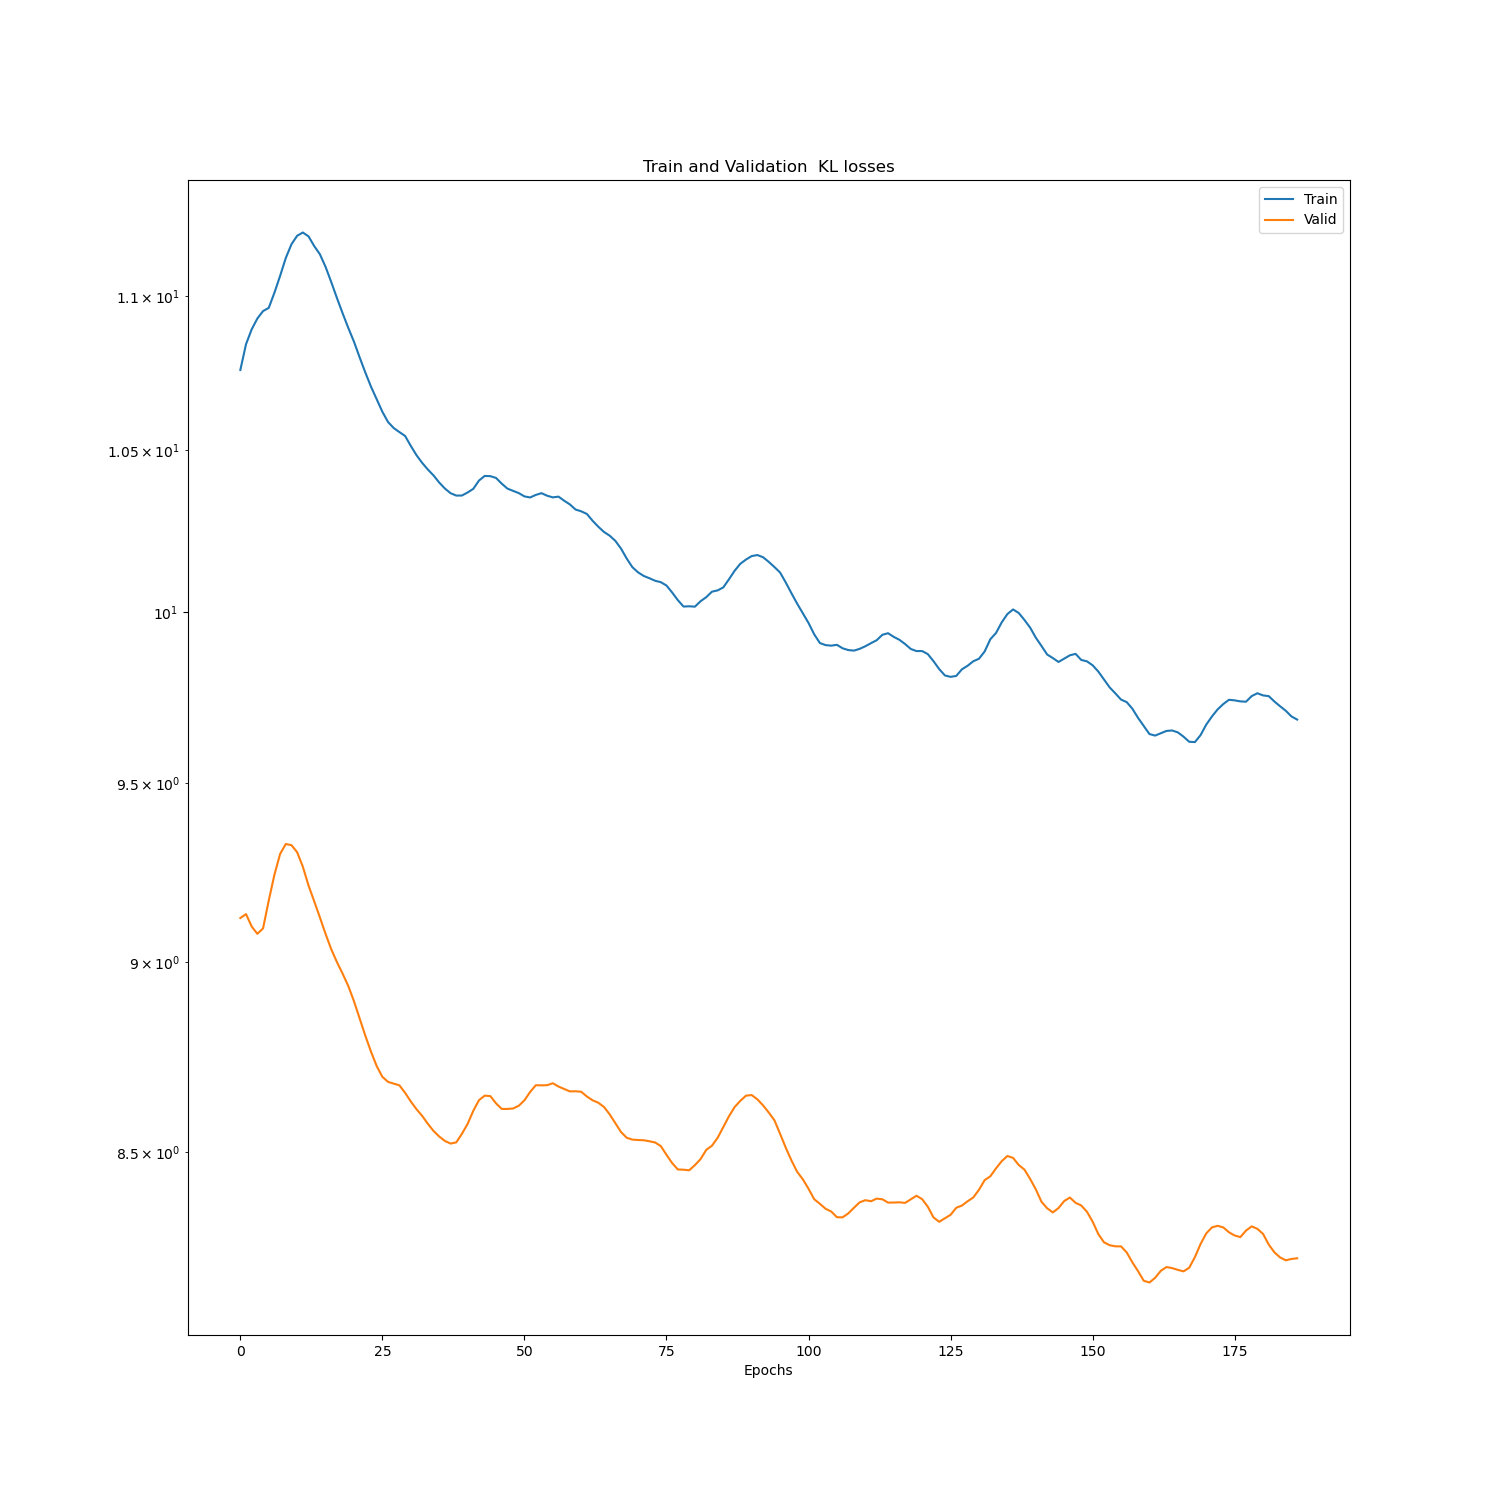 Train and Validation  KL losses
Train
Valid
1.1 × 10¹
1.05 × 10¹
10¹
9.5 × 10⁰
9 × 10⁰
8.5 × 10⁰
0 25 50 75 100 125 150 175
Epochs